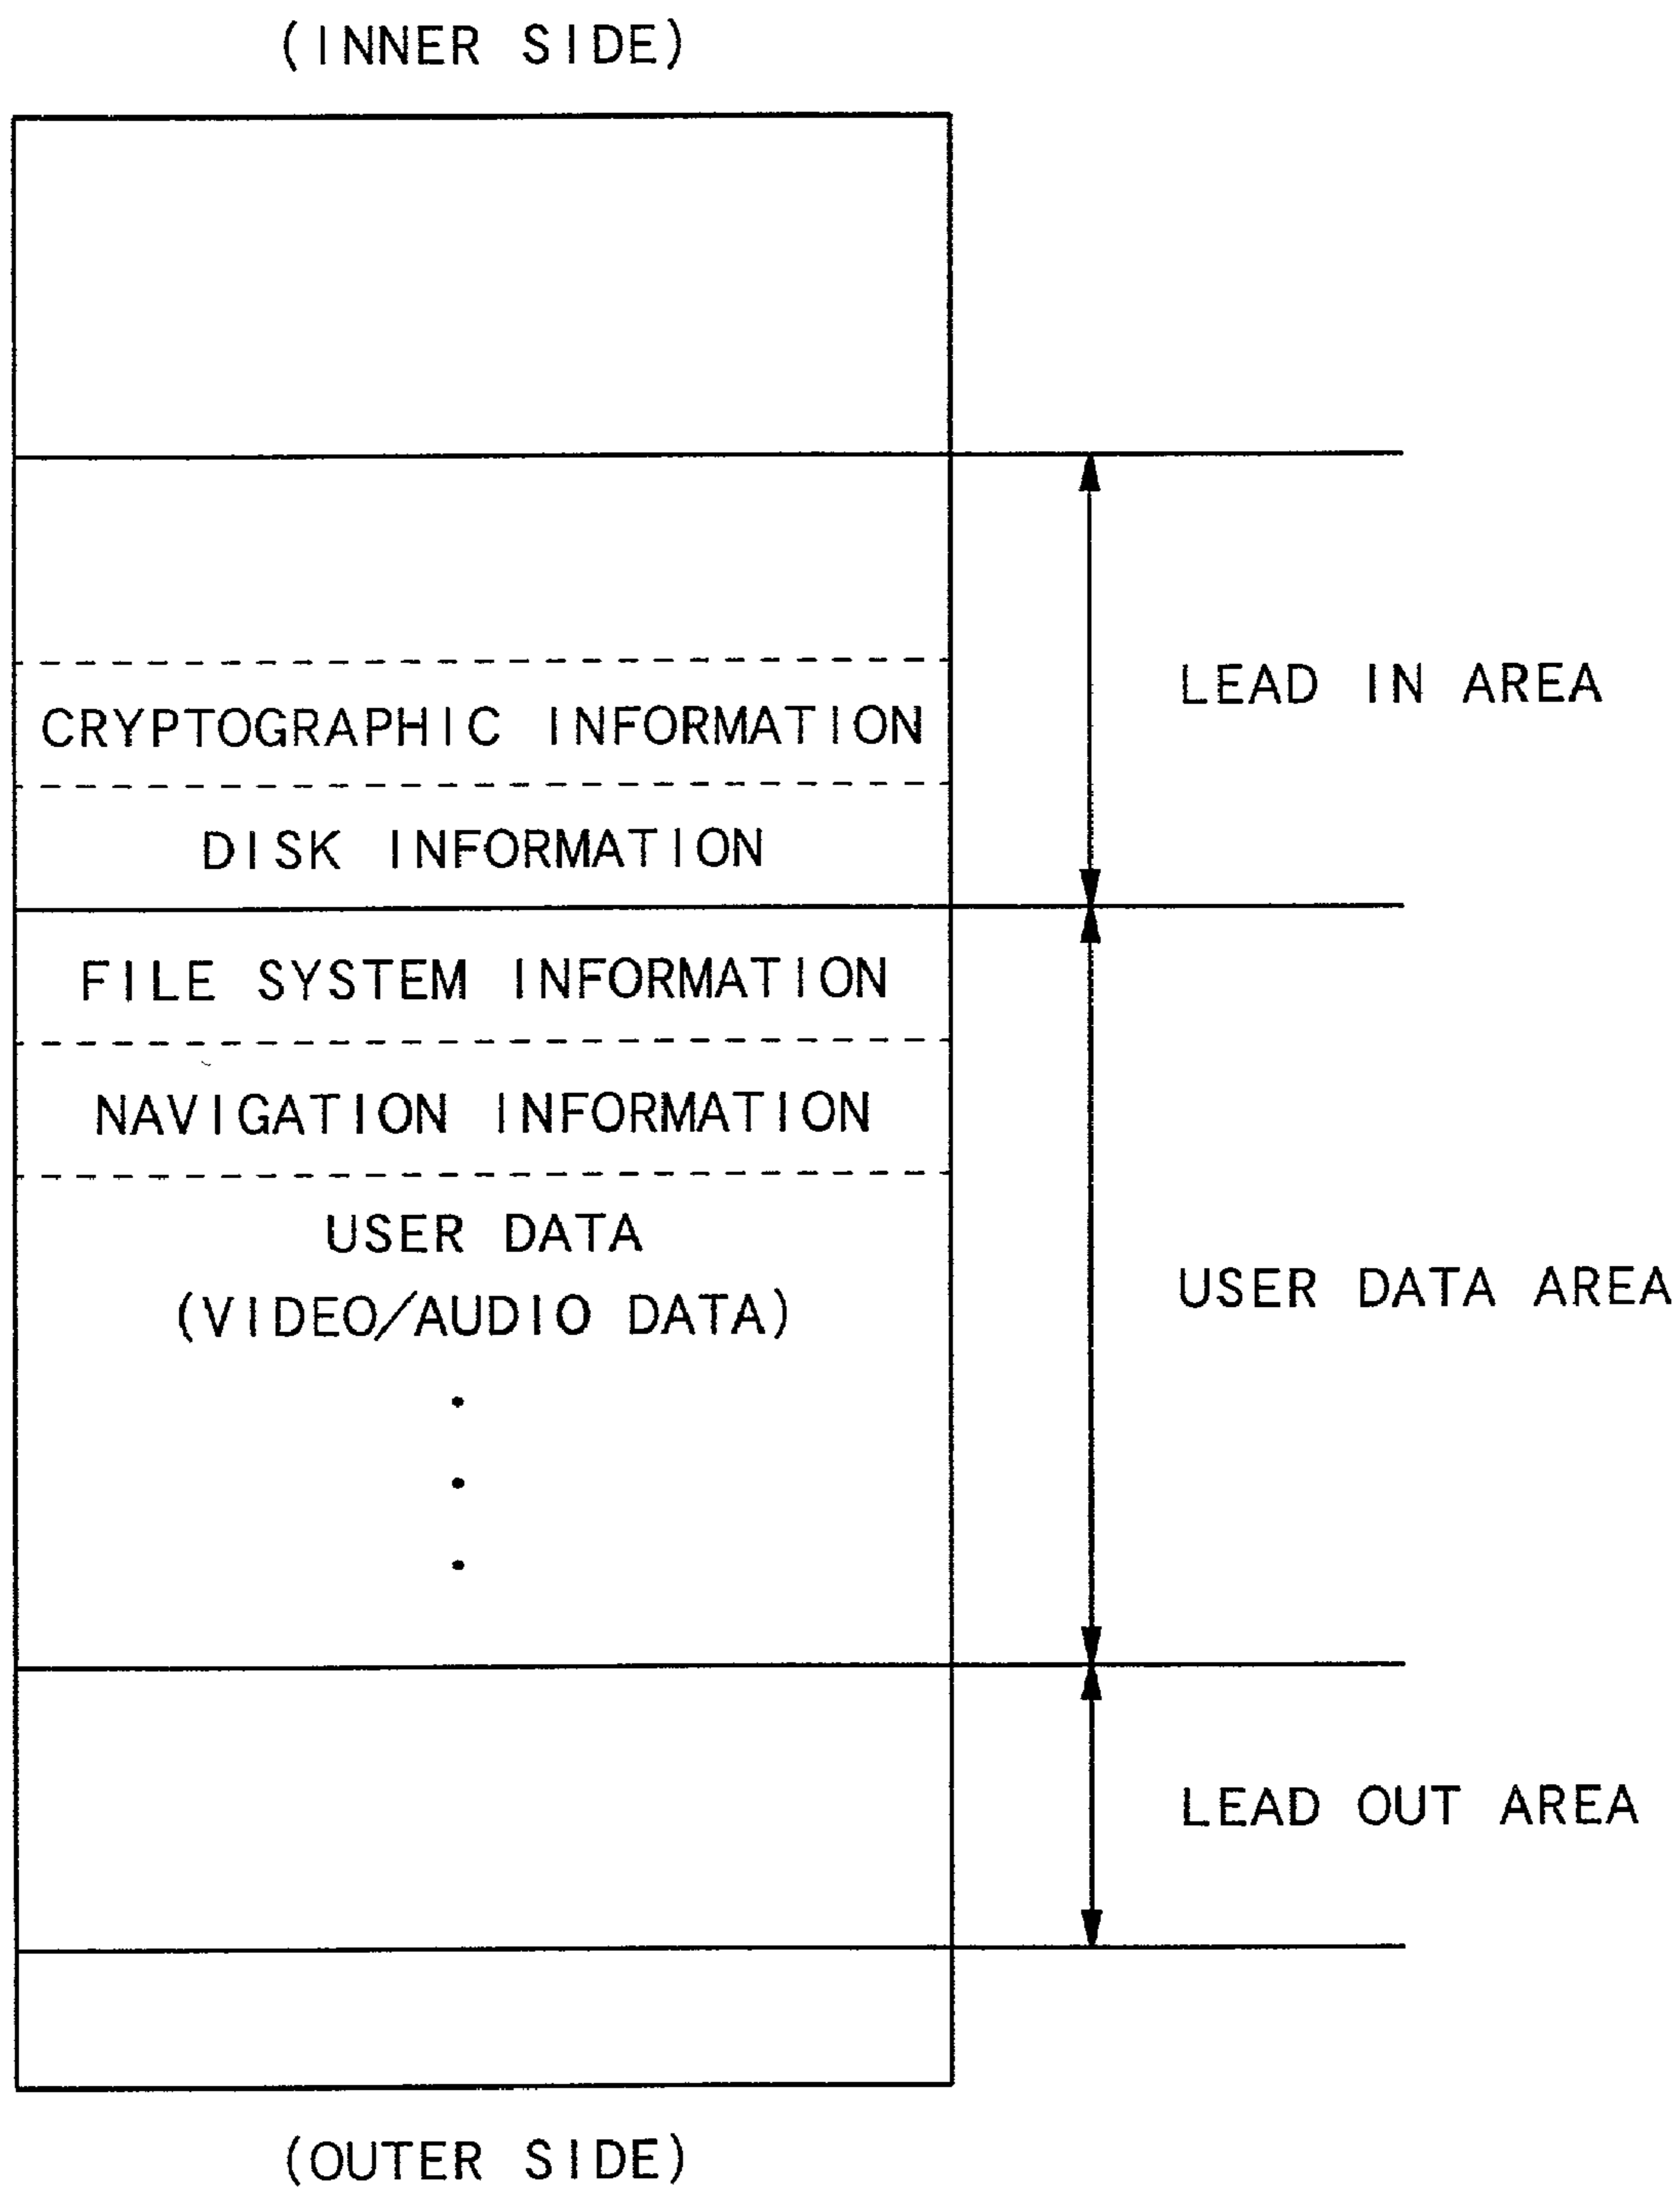 (INNER SIDE)
LEAD IN AREA
CRYPTOGRAPHIC INFORMATION
DISK INFORMATION
FILE SYSTEM INFORMATION
NAVIGATION INFORMATION
USER DATA
(VIDEO/AUDIO DATA)
USER DATA AREA
LEAD OUT AREA
(OUTER SIDE)